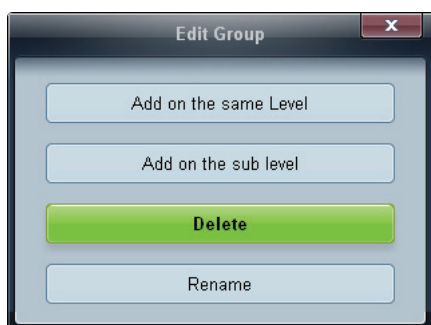 Edit Group
x
Add on the same Level
Add on the sub level
Delete
Rename